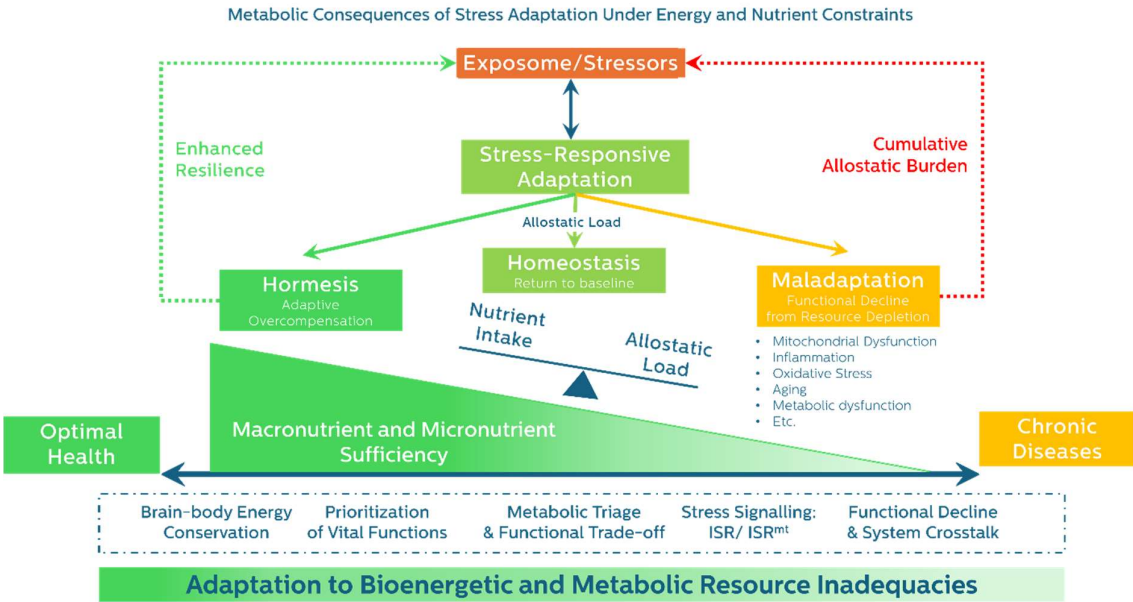 Metabolic Consequences of Stress Adaptation Under Energy and Nutrient Constraints
Exposome/Stressors
Enhanced
Resilience
Stress-Responsive
Adaptation
Cumulative
Allostatic Burden
Allostatic Load
Hormesis
Adaptive
Overcompensation
Homeostasis
Return to baseline
Maladaptation
Functional Decline
from Resource Depletion
• Mitochondrial Dysfunction
• Inflammation
• Oxidative Stress
• Aging
• Metabolic dysfunction
• Etc.
Nutrient
Intake
Allostatic
Load
Optimal
Health
Macronutrient and Micronutrient
Sufficiency
Chronic
Diseases
Brain-body Energy
Conservation
Prioritization
of Vital Functions
Metabolic Triage
& Functional Trade-off
Stress Signalling:
ISR/ ISRᵐᵗ
Functional Decline
& System Crosstalk
Adaptation to Bioenergetic and Metabolic Resource Inadequacies